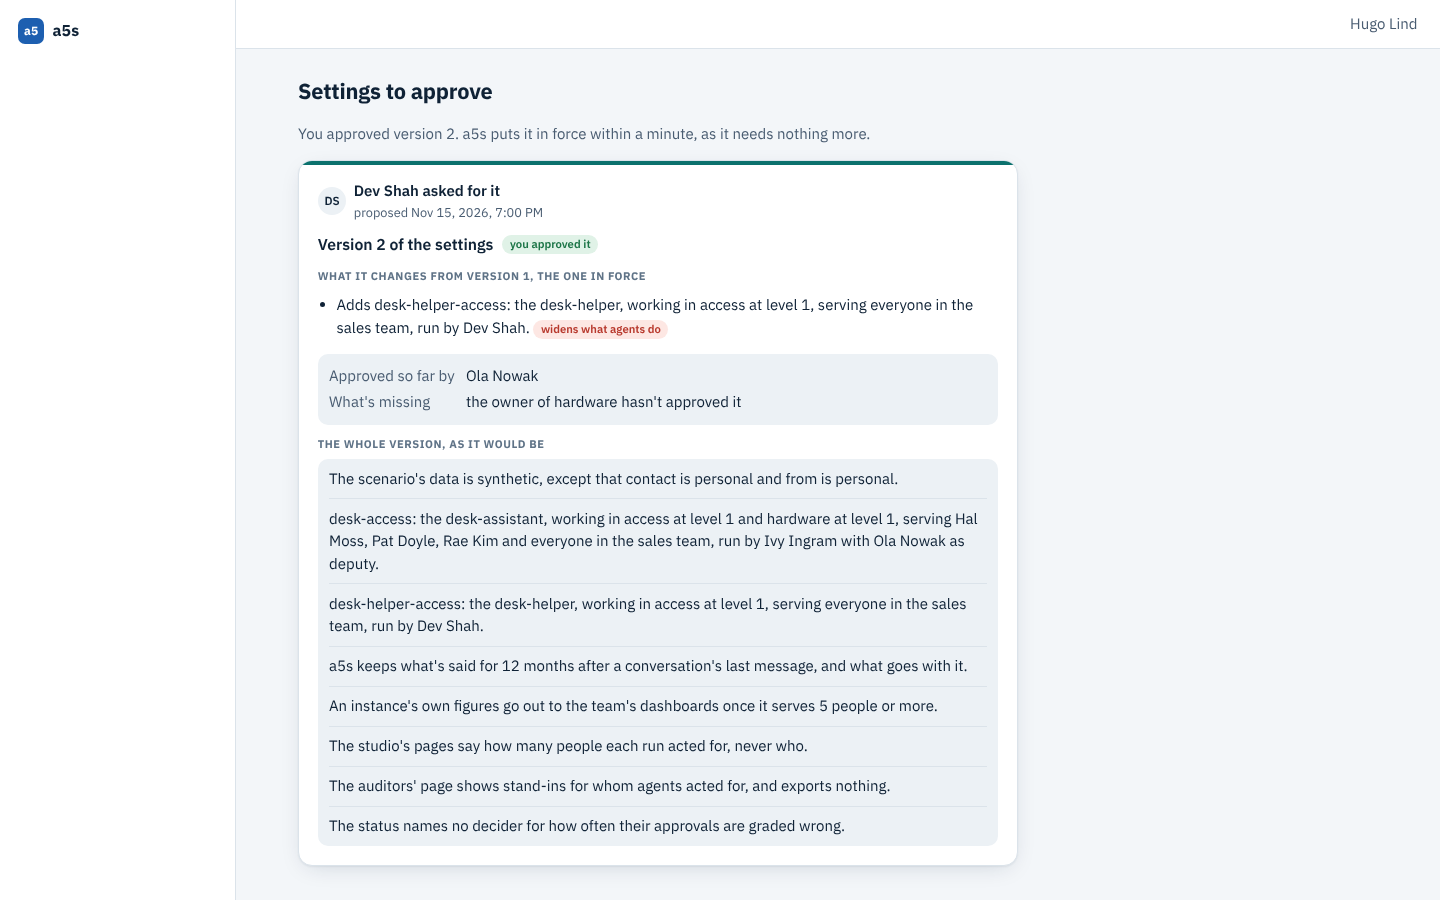 a5 a5s
Hugo Lind
Settings to approve
You approved version 2. a5s puts it in force within a minute, as it needs nothing more.
DS
Dev Shah asked for it
proposed Nov 15, 2026, 7:00 PM
Version 2 of the settings you approved it
WHAT IT CHANGES FROM VERSION 1, THE ONE IN FORCE
• Adds desk-helper-access: the desk-helper, working in access at level 1, serving everyone in the
sales team, run by Dev Shah. widens what agents do
Approved so far by Ola Nowak
What's missing the owner of hardware hasn't approved it
THE WHOLE VERSION, AS IT WOULD BE
The scenario's data is synthetic, except that contact is personal and from is personal.
desk-access: the desk-assistant, working in access at level 1 and hardware at level 1, serving Hal
Moss, Pat Doyle, Rae Kim and everyone in the sales team, run by Ivy Ingram with Ola Nowak as
deputy.
desk-helper-access: the desk-helper, working in access at level 1, serving everyone in the sales
team, run by Dev Shah.
a5s keeps what's said for 12 months after a conversation's last message, and what goes with it.
An instance's own figures go out to the team's dashboards once it serves 5 people or more.
The studio's pages say how many people each run acted for, never who.
The auditors' page shows stand-ins for whom agents acted for, and exports nothing.
The status names no decider for how often their approvals are graded wrong.